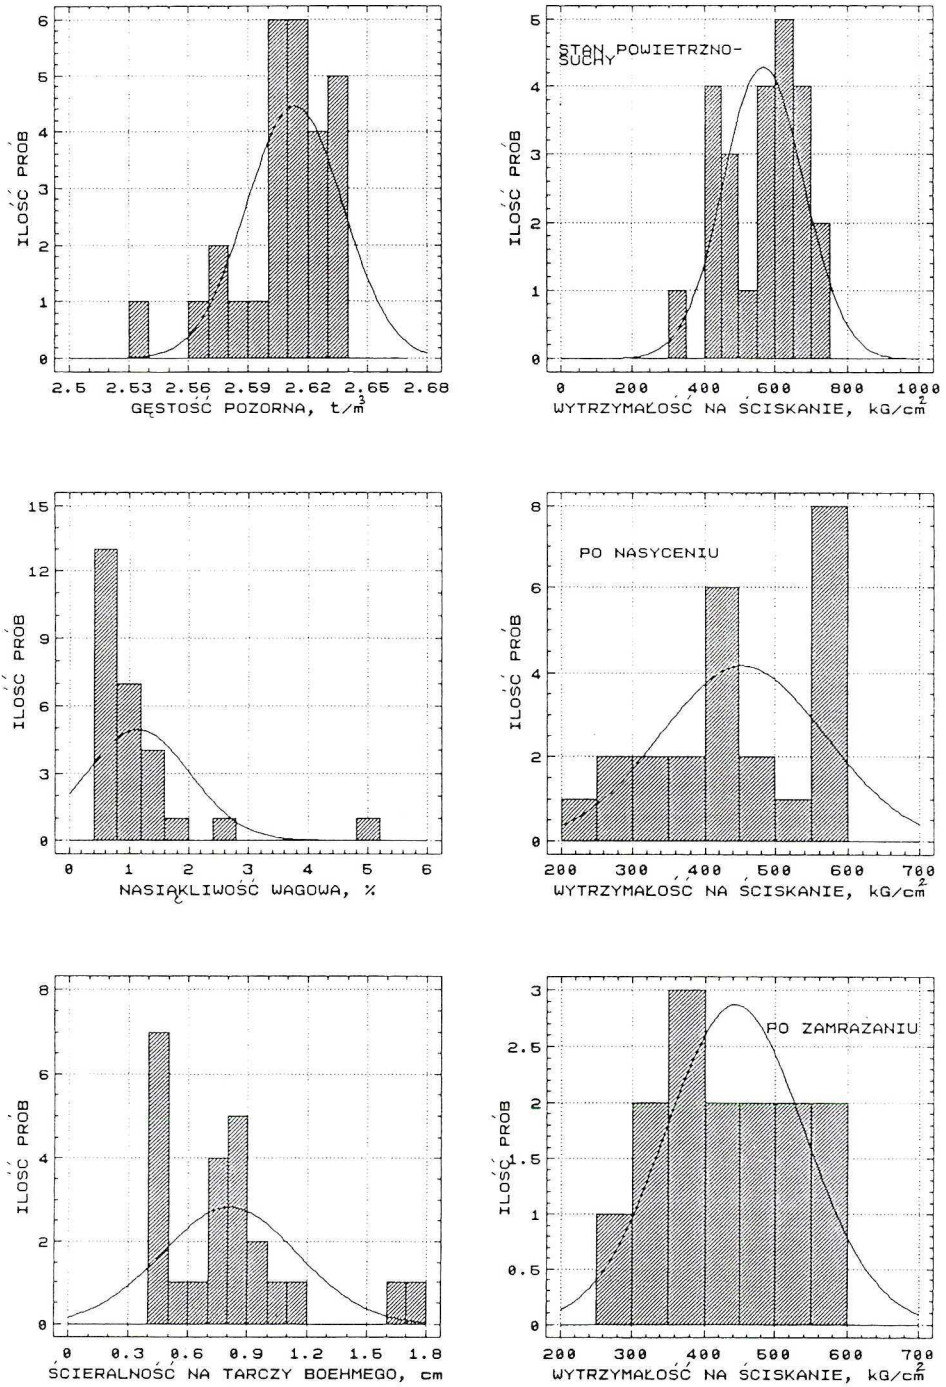 6
5
4
3
2
1
0
ILOŚĆ PRÓB
2.5 2.53 2.56 2.59 2.62 2.65 2.68
GĘSTOŚĆ POZORNA, t/m³
5
4
3
2
1
0
ILOŚĆ PRÓB
STAN POWIETRZNO-
SUCHY
0 200 400 600 800 1000
WYTRZYMAŁOŚĆ NA ŚCISKANIE, kG/cm²
15
12
9
6
3
0
ILOŚĆ PRÓB
0 1 2 3 4 5 6
NASIĄKLIWOŚĆ WAGOWA, %
8
6
4
2
0
ILOŚĆ PRÓB
PO NASYCENIU
200 300 400 500 600 700
WYTRZYMAŁOŚĆ NA ŚCISKANIE, kG/cm²
8
6
4
2
0
ILOŚĆ PRÓB
0 0.3 0.6 0.9 1.2 1.5 1.8
ŚCIERALNOŚĆ NA TARCZY BOEHMEGO, cm
3
2.5
2
1.5
1
0.5
0
ILOŚĆ PRÓB
PO ZAMRAZANIU
200 300 400 500 600 700
WYTRZYMAŁOŚĆ NA ŚCISKANIE, kG/cm²